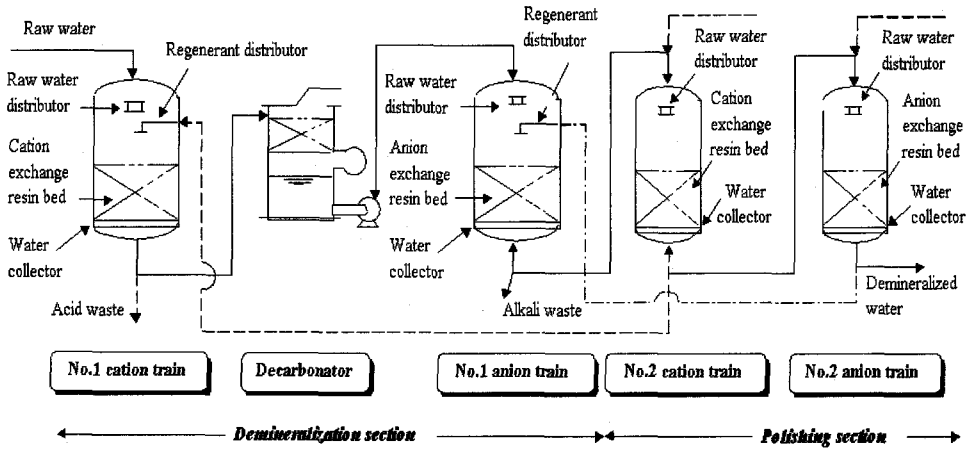 Raw water
Regenerant distributor
Raw water
distributor
Cation
exchange
resin bed
Water
collector
Acid waste
Regenerant
distributor
Raw water
distributor
Anion
exchange
resin bed
Water
collector
Alkali waste
Raw water
distributor
Cation
exchange
resin bed
Water
collector
Raw water
distributor
Anion
exchange
resin bed
Water
collector
Demineralized
water
No.1 cation train
Decarbonator
No.1 anion train
No.2 cation train
No.2 anion train
Demineralization section
Polishing section